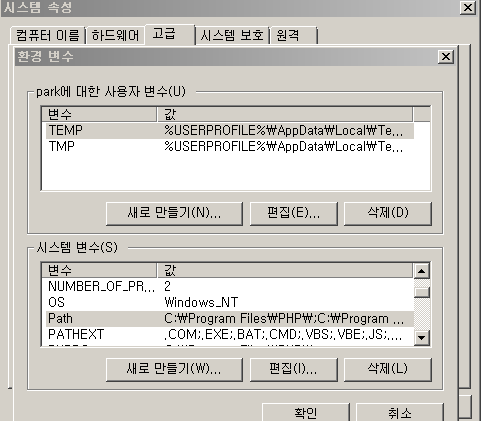 시스템 속성
컴퓨터 이름 하드웨어 고급 시스템 보호 원격
환경 변수
park에 대한 사용자 변수(U)
변수 값
TEMP %USERPROFILE%₩AppData₩Local₩Te...
TMP %USERPROFILE%₩AppData₩Local₩Te...
새로 만들기(N)... 편집(E)... 삭제(D)
시스템 변수(S)
변수 값
NUMBER_OF_PR... 2
OS Windows_NT
Path C:₩Program Files₩PHP₩;C:₩Program ...
PATHEXT .COM;.EXE;.BAT;.CMD;.VBS;.VBE;.JS;...
새로 만들기(W)... 편집(I)... 삭제(L)
확인 취소